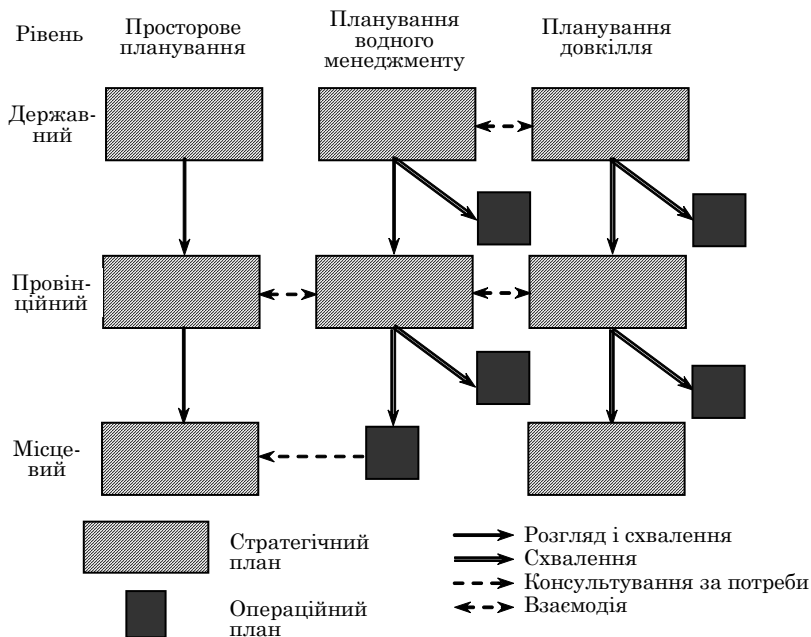 Рівень
Просторове
планування
Планування
водного
менеджменту
Планування
довкілля
Держав-
ний
Провін-
ційний
Місце-
вий
Стратегічний
план
Операційний
план
Розгляд і схвалення
Схвалення
Консультування за потреби
Взаємодія